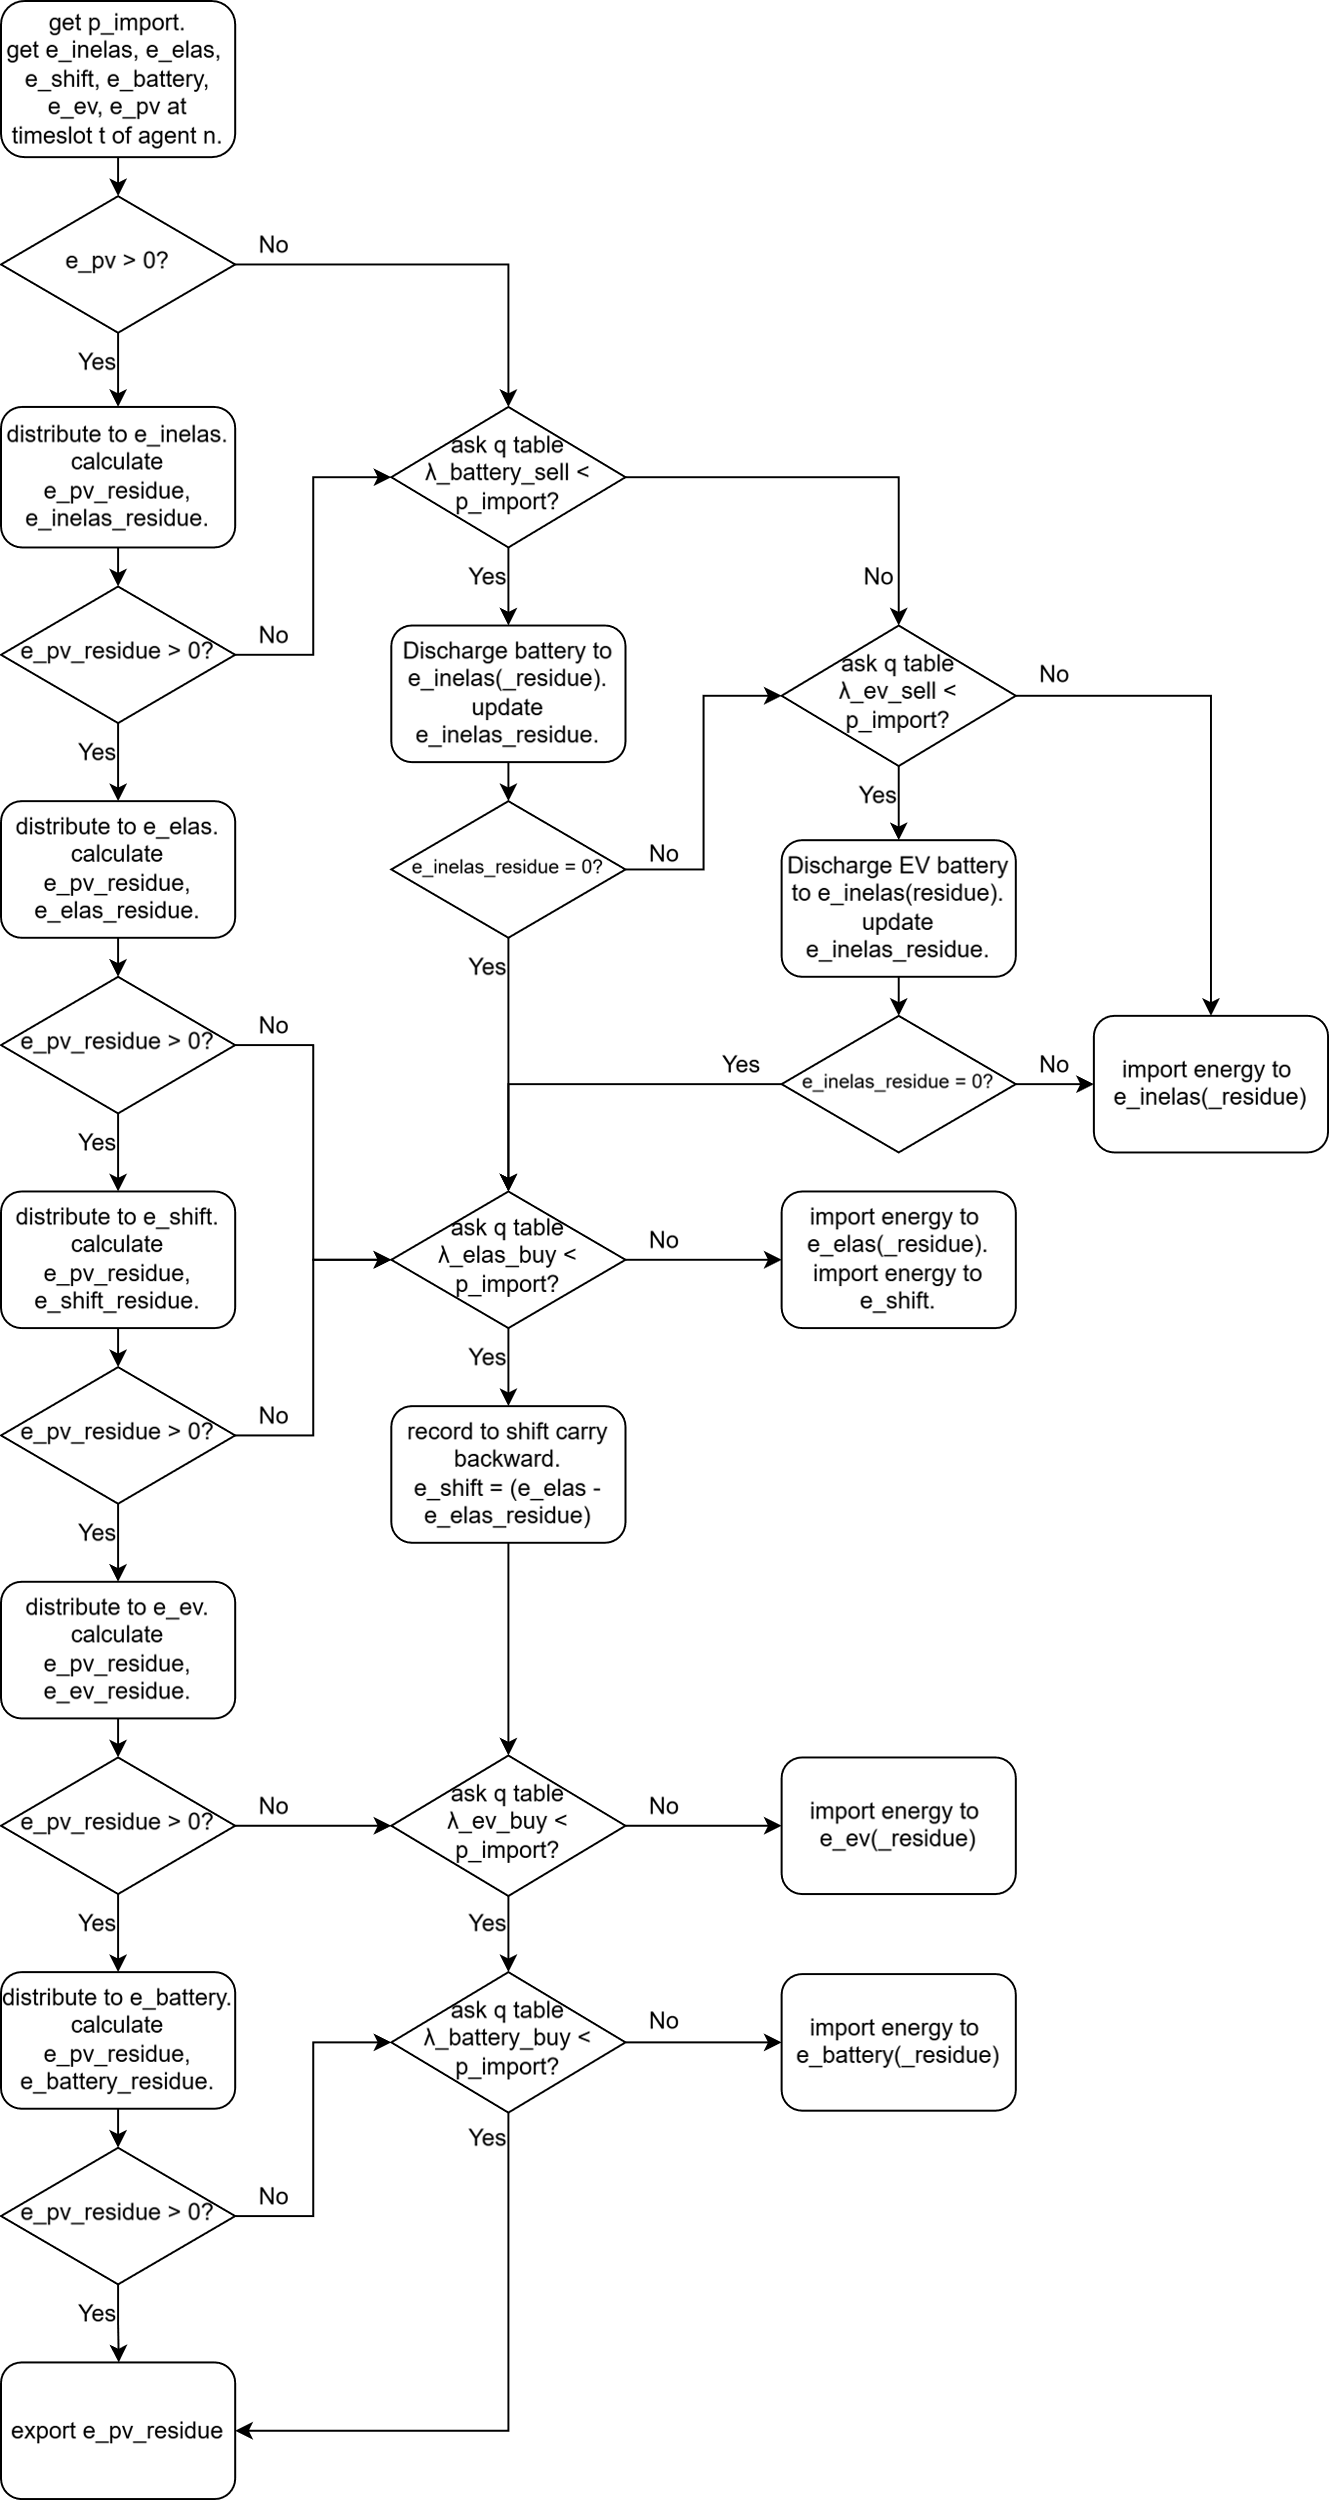 get p_import.
get e_inelas, e_elas,
e_shift, e_battery,
e_ev, e_pv at
timeslot t of agent n.
e_pv > 0?
No
Yes
distribute to e_inelas.
calculate
e_pv_residue,
e_inelas_residue.
ask q table
λ_battery_sell <
p_import?
Yes
No
e_pv_residue > 0?
No
Yes
Discharge battery to
e_inelas(_residue).
update
e_inelas_residue.
ask q table
λ_ev_sell <
p_import?
No
Yes
distribute to e_elas.
calculate
e_pv_residue,
e_elas_residue.
e_inelas_residue = 0?
No
Yes
Discharge EV battery
to e_inelas(residue).
update
e_inelas_residue.
e_pv_residue > 0?
No
Yes
e_inelas_residue = 0?
Yes
No
import energy to
e_inelas(_residue)
distribute to e_shift.
calculate
e_pv_residue,
e_shift_residue.
ask q table
λ_elas_buy <
p_import?
No
Yes
import energy to
e_elas(_residue).
import energy to
e_shift.
e_pv_residue > 0?
No
Yes
record to shift carry
backward.
e_shift = (e_elas -
e_elas_residue)
distribute to e_ev.
calculate
e_pv_residue,
e_ev_residue.
e_pv_residue > 0?
No
Yes
ask q table
λ_ev_buy <
p_import?
No
Yes
import energy to
e_ev(_residue)
distribute to e_battery.
calculate
e_pv_residue,
e_battery_residue.
ask q table
λ_battery_buy <
p_import?
No
Yes
import energy to
e_battery(_residue)
e_pv_residue > 0?
No
Yes
export e_pv_residue